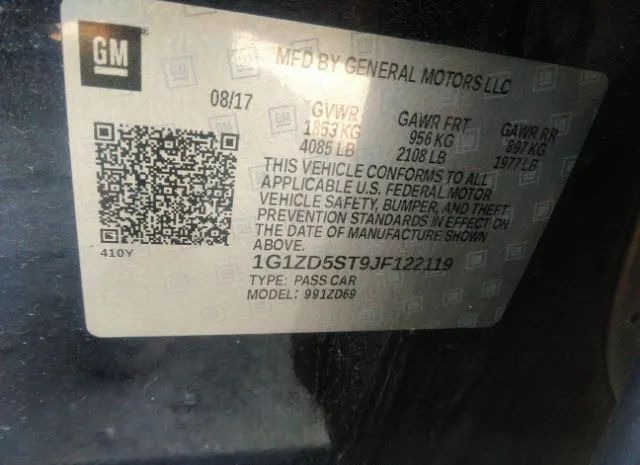 GM
MFD BY GENERAL MOTORS LLC
08/17
GVWR GAWR FRT GAWR RR
1853 KG 956 KG 897 KG
4085 LB 2108 LB 1977 LB
THIS VEHICLE CONFORMS TO ALL
APPLICABLE U.S. FEDERAL MOTOR
VEHICLE SAFETY, BUMPER, AND THEFT
PREVENTION STANDARDS IN EFFECT ON
THE DATE OF MANUFACTURE SHOWN
ABOVE.
410Y
1G1ZD5ST9JF122119
TYPE: PASS CAR
MODEL: 991ZD69